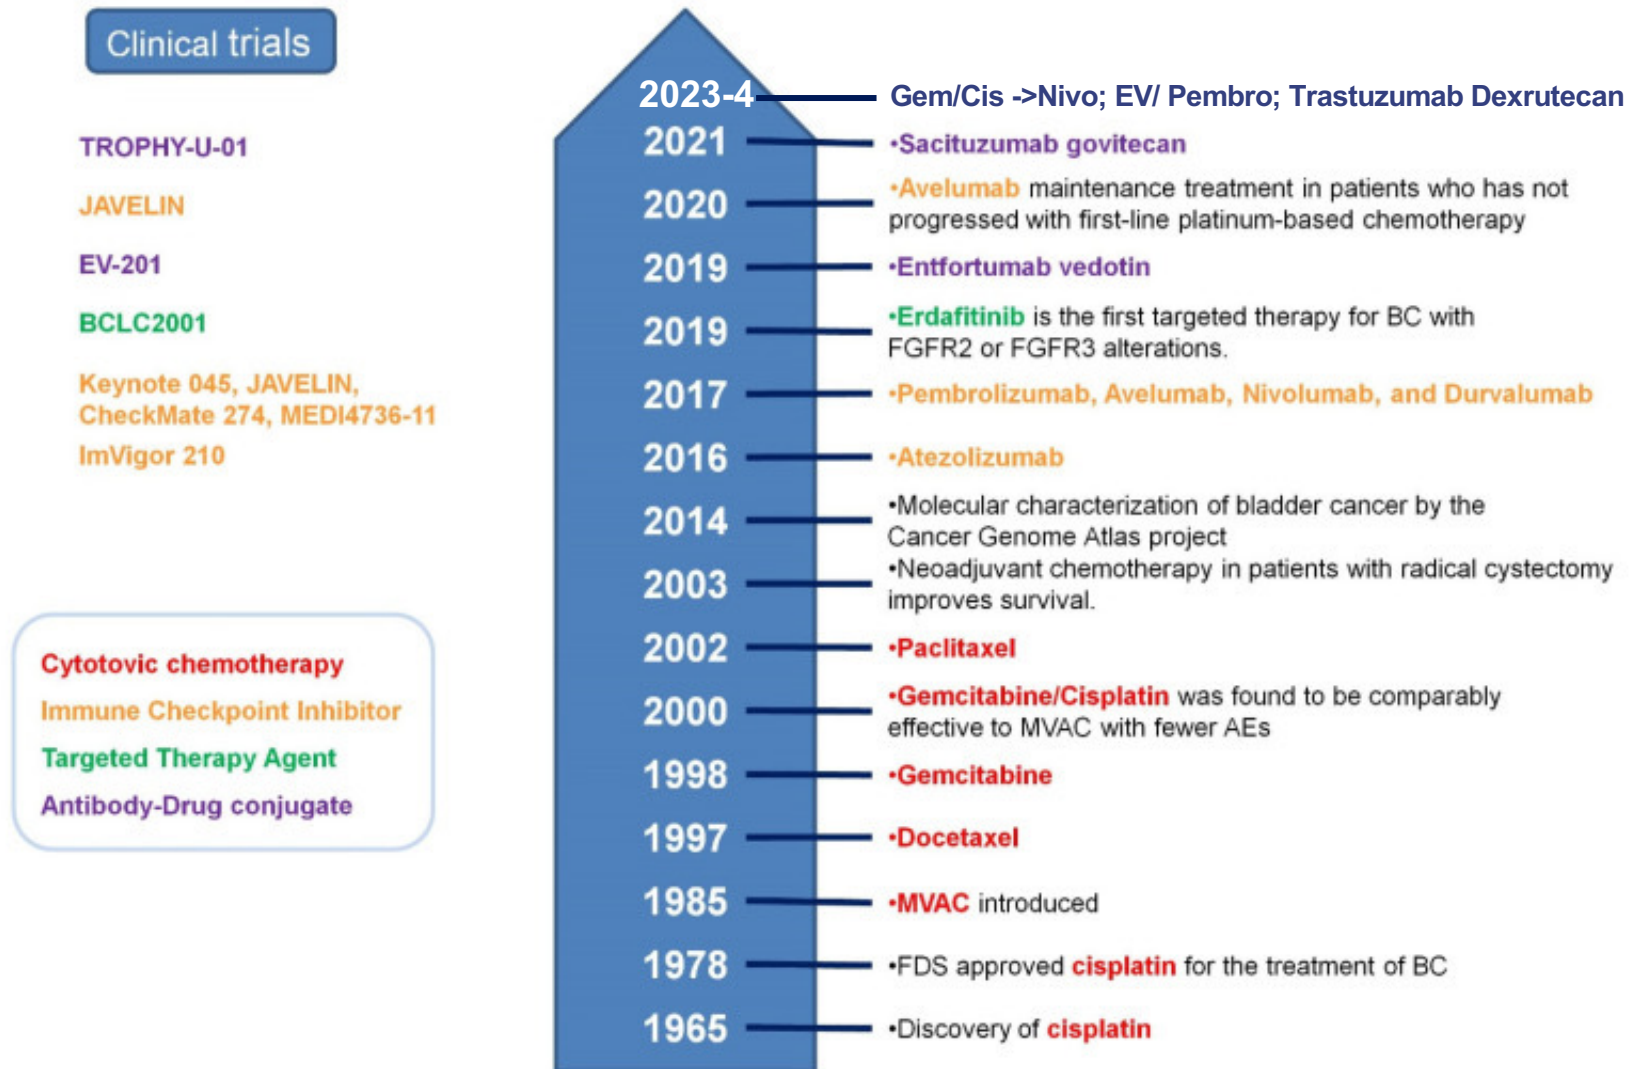 Clinical trials
2023-4 Gem/Cis ->Nivo; EV/ Pembro; Trastuzumab Dexrutecan
TROPHY-U-01 2021 •Sacituzumab govitecan
JAVELIN 2020 •Avelumab maintenance treatment in patients who has not
progressed with first-line platinum-based chemotherapy
EV-201 2019 •Entfortumab vedotin
BCLC2001 2019 •Erdafitinib is the first targeted therapy for BC with
FGFR2 or FGFR3 alterations.
Keynote 045, JAVELIN,
CheckMate 274, MEDI4736-11
2017 •Pembrolizumab, Avelumab, Nivolumab, and Durvalumab
ImVigor 210 2016 •Atezolizumab
2014 •Molecular characterization of bladder cancer by the
Cancer Genome Atlas project
2003 •Neoadjuvant chemotherapy in patients with radical cystectomy
improves survival.
2002 •Paclitaxel
2000 •Gemcitabine/Cisplatin was found to be comparably
effective to MVAC with fewer AEs
1998 •Gemcitabine
1997 •Docetaxel
1985 •MVAC introduced
1978 •FDS approved cisplatin for the treatment of BC
1965 •Discovery of cisplatin
Cytotovic chemotherapy
Immune Checkpoint Inhibitor
Targeted Therapy Agent
Antibody-Drug conjugate